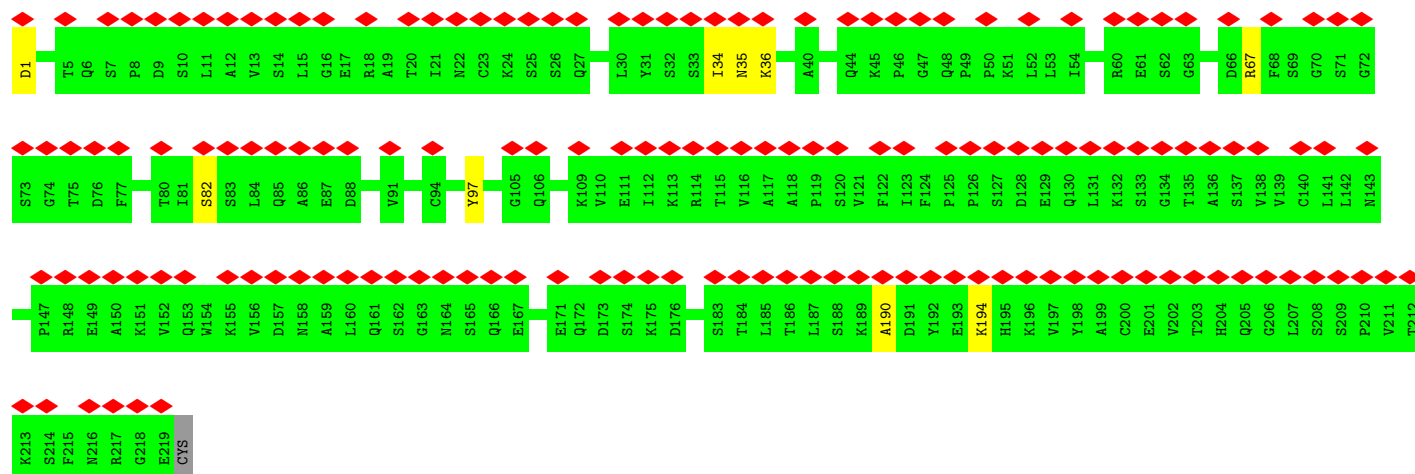 D1 T5 Q6 S7 P8 D9 S10 L11 A12 V13 S14 L15 G16 E17 R18 A19 T20 I21 N22 C23 K24 S25 S26 Q27 L30 Y31 S32 S33 I34 N35 K36 A40 Q44 K45 P46 G47 Q48 P49 P50 K51 L52 L53 I54 R60 E61 S62 G63 D66 R67 F68 S69 G70 S71 G72
S73 G74 T75 D76 F77 T80 I81 S82 S83 L84 Q85 A86 E87 D88 V91 C94 Y97 G105 Q106 K109 V110 E111 I112 K113 R114 T115 V116 A117 A118 P119 S120 V121 F122 I123 F124 P125 P126 S127 D128 E129 Q130 L131 K132 S133 G134 T135 A136 S137 V138 V139 C140 L141 L142 N143
P147 R148 E149 A150 K151 V152 Q153 W154 K155 V156 D157 N158 A159 L160 Q161 S162 G163 N164 S165 Q166 E167 E171 Q172 D173 S174 K175 D176 S183 T184 L185 T186 L187 S188 K189 A190 D191 Y192 E193 K194 H195 K196 V197 Y198 A199 C200 E201 V202 T203 H204 Q205 G206 L207 S208 S209 P210 V211 T212
K213 S214 F215 N216 R217 G218 E219 CYS